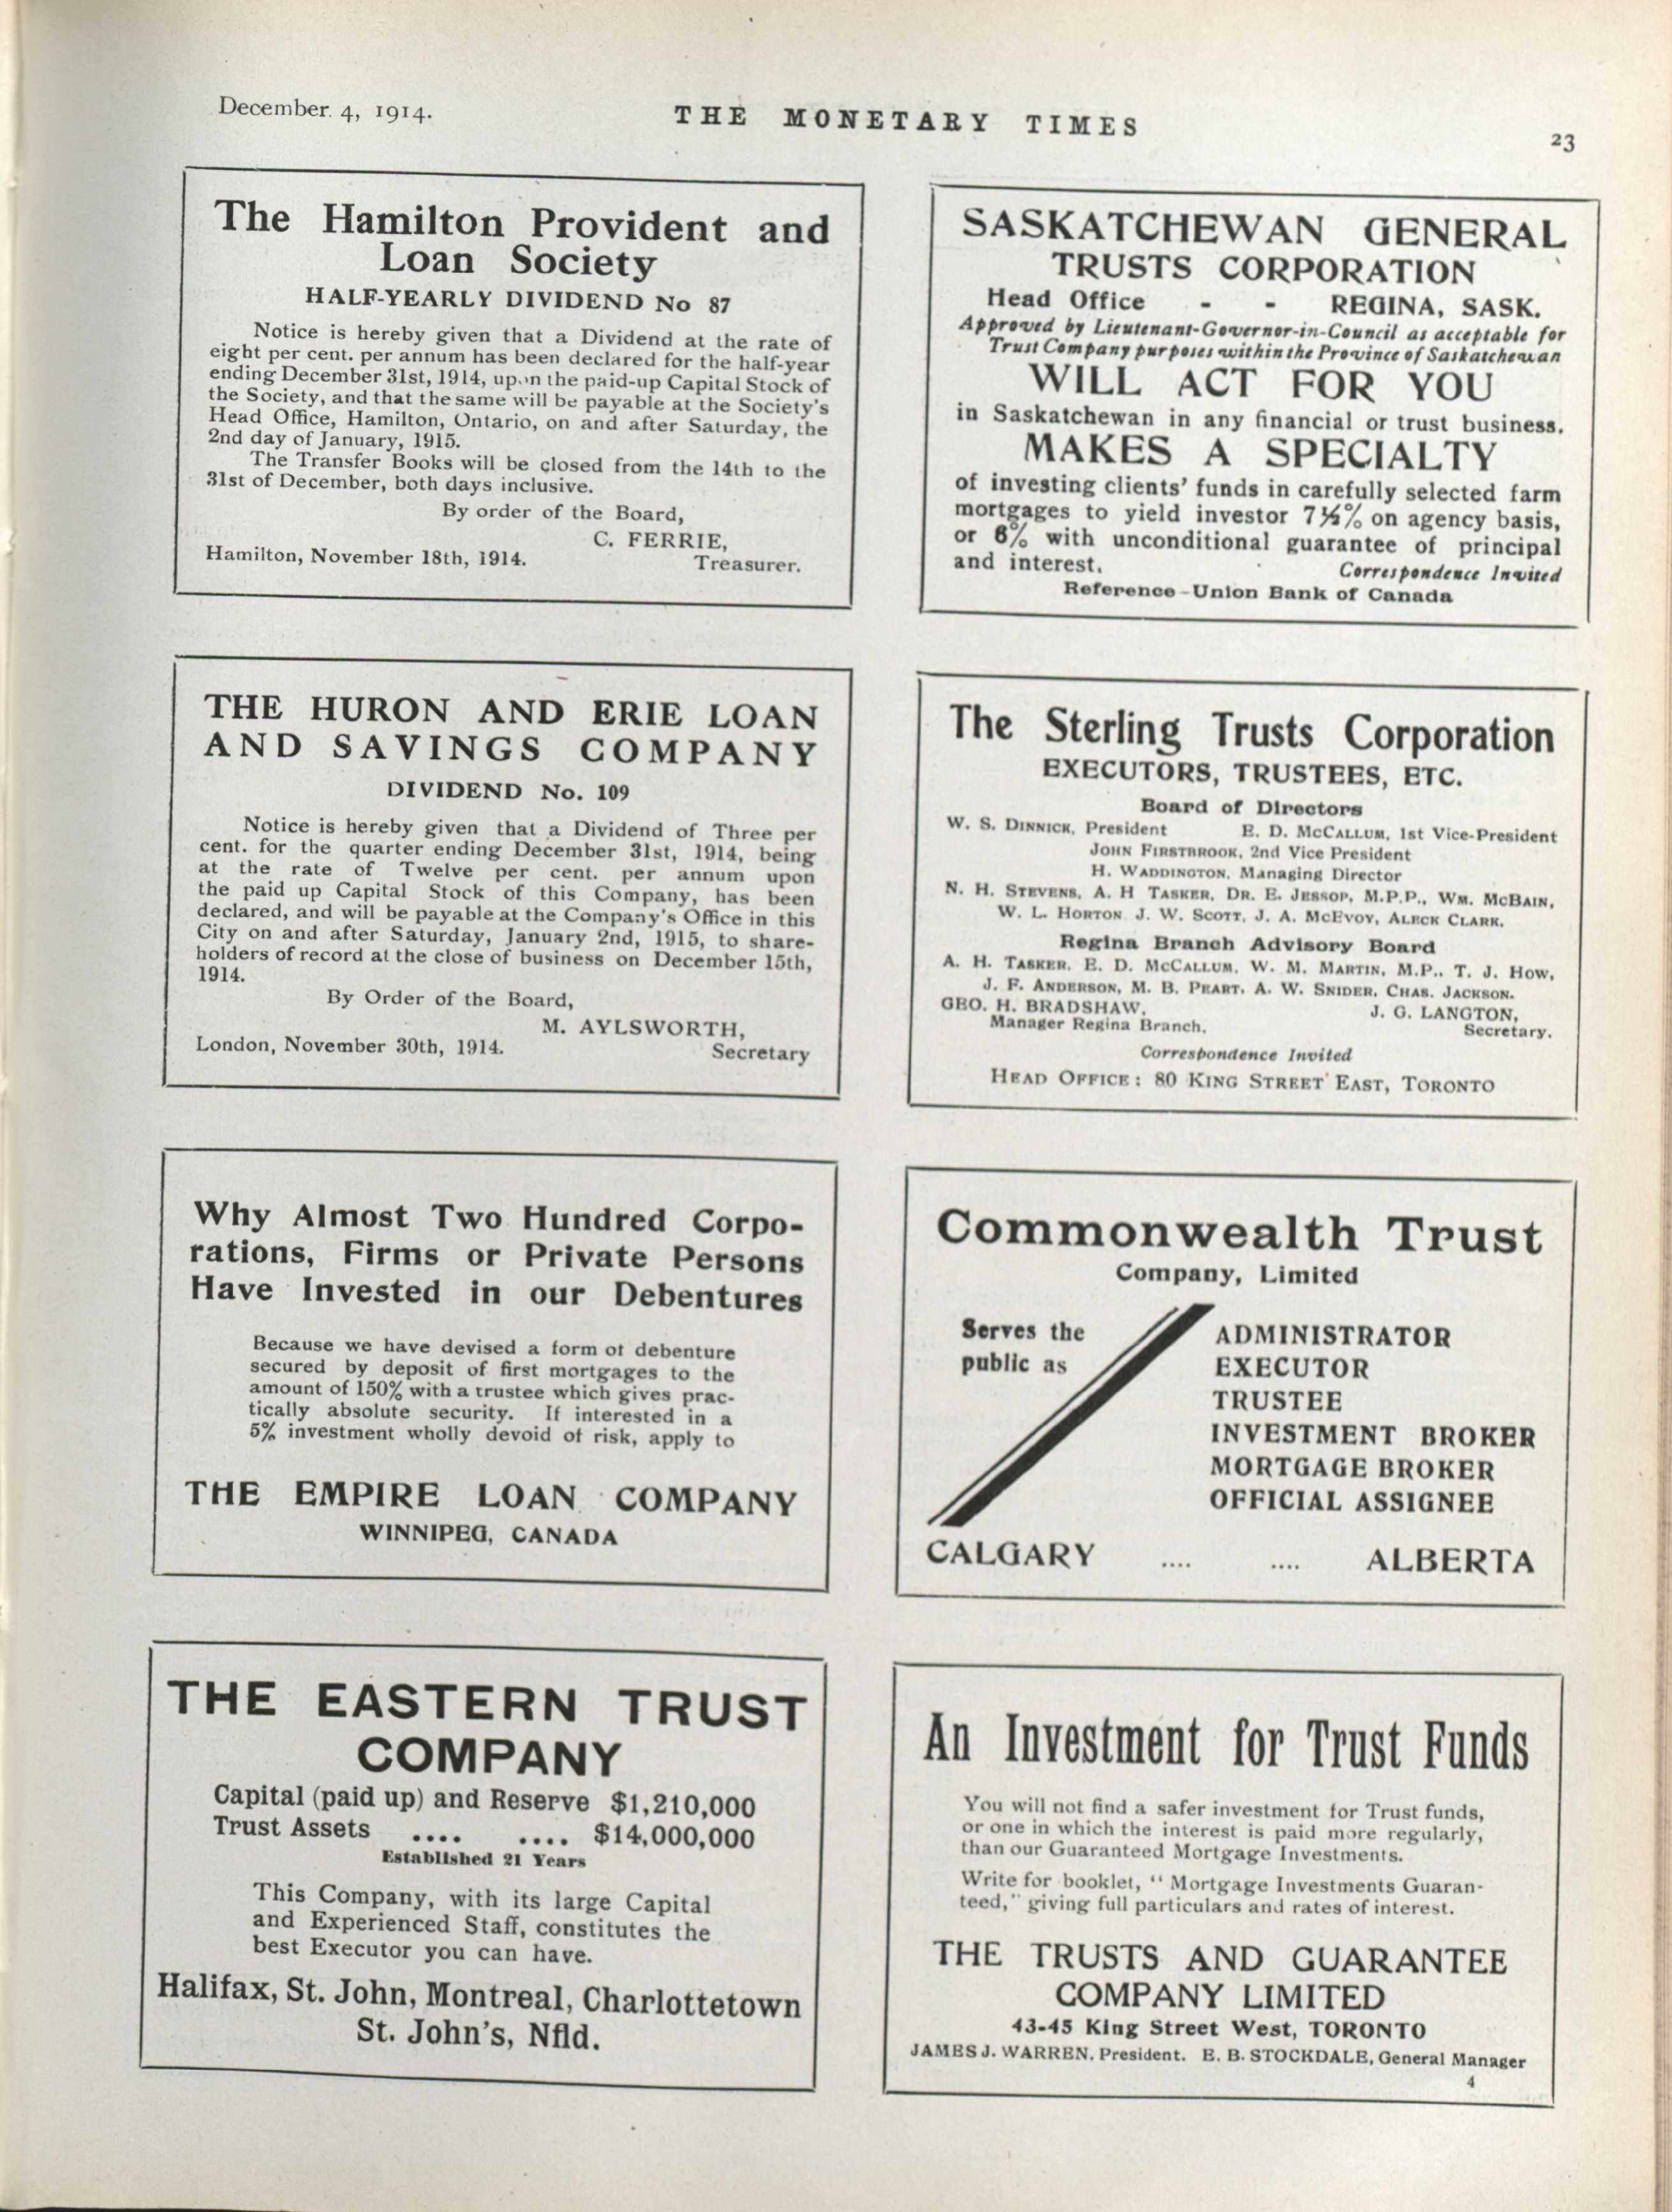 December 4, 1914.
THE MONETARY TIMES
23
The Hamilton Provident and
Loan Society
HALF-YEARLY DIVIDEND No 87
Notice is hereby given that a Dividend at the rate of
eight per cent. per annum has been declared for the half-year
ending December 31st, 1914, upon the paid-up Capital Stock of
the Society, and that the same will be payable at the Society's
Head Office, Hamilton, Ontario, on and after Saturday, the
2nd day of January, 1915.
The Transfer Books will be closed from the 14th to the
31st of December, both days inclusive.
By order of the Board,
C. FERRIE,
Hamilton, November 18th, 1914. Treasurer.
THE HURON AND ERIE LOAN
AND SAVINGS COMPANY
DIVIDEND No. 109
Notice is hereby given that a Dividend of Three per
cent. for the quarter ending December 31st, 1914, being
at the rate of Twelve per cent. per annum upon
the paid up Capital Stock of this Company, has been
declared, and will be payable at the Company's Office in this
City on and after Saturday, January 2nd, 1915, to share-
holders of record at the close of business on December 15th,
1914.
By Order of the Board,
M. AYLSWORTH,
London, November 30th, 1914. Secretary
Why Almost Two Hundred Corpo-
rations, Firms or Private Persons
Have Invested in our Debentures
Because we have devised a form of debenture
secured by deposit of first mortgages to the
amount of 150% with a trustee which gives prac-
tically absolute security. If interested in a
5% investment wholly devoid of risk, apply to
THE EMPIRE LOAN COMPANY
WINNIPEG, CANADA
THE EASTERN TRUST
COMPANY
Capital (paid up) and Reserve $1,210,000
Trust Assets .... .... $14,000,000
Established 21 Years
This Company, with its large Capital
and Experienced Staff, constitutes the
best Executor you can have.
Halifax, St. John, Montreal, Charlottetown
St. John's, Nfld.
SASKATCHEWAN GENERAL
TRUSTS CORPORATION
Head Office - - REGINA, SASK.
Approved by Lieutenant-Governor-in-Council as acceptable for
Trust Company purposes within the Province of Saskatchewan
WILL ACT FOR YOU
in Saskatchewan in any financial or trust business.
MAKES A SPECIALTY
of investing clients' funds in carefully selected farm
mortgages to yield investor 7½% on agency basis,
or 6% with unconditional guarantee of principal
and interest. Correspondence Invited
Reference–Union Bank of Canada
The Sterling Trusts Corporation
EXECUTORS, TRUSTEES, ETC.
Board of Directors
W. S. DINNICK, President E. D. MCCALLUM, 1st Vice-President
JOHN FIRSTBROOK, 2nd Vice President
H. WADDINGTON, Managing Director
N. H. STEVENS, A. H TASKER, DR. E. JESSOP, M.P.P., WM. MCBAIN,
W. L. HORTON J. W. SCOTT, J. A. MCEVOY, ALECK CLARK.
Regina Branch Advisory Board
A. H. TASKER, E. D. MCCALLUM, W. M. MARTIN, M.P., T. J. HOW,
J. F. ANDERSON, M. B. PEART, A. W. SNIDER, CHAS. JACKSON.
GEO. H. BRADSHAW, J. G. LANGTON,
Manager Regina Branch, Secretary.
Correspondence Invited
HEAD OFFICE: 80 KING STREET EAST, TORONTO
Commonwealth Trust
Company, Limited
Serves the
public as
ADMINISTRATOR
EXECUTOR
TRUSTEE
INVESTMENT BROKER
MORTGAGE BROKER
OFFICIAL ASSIGNEE
CALGARY .... .... ALBERTA
An Investment for Trust Funds
You will not find a safer investment for Trust funds,
or one in which the interest is paid more regularly,
than our Guaranteed Mortgage Investments.
Write for booklet, "Mortgage Investments Guaran-
teed," giving full particulars and rates of interest.
THE TRUSTS AND GUARANTEE
COMPANY LIMITED
43-45 King Street West, TORONTO
JAMES J. WARREN, President. E. B. STOCKDALE, General Manager
4